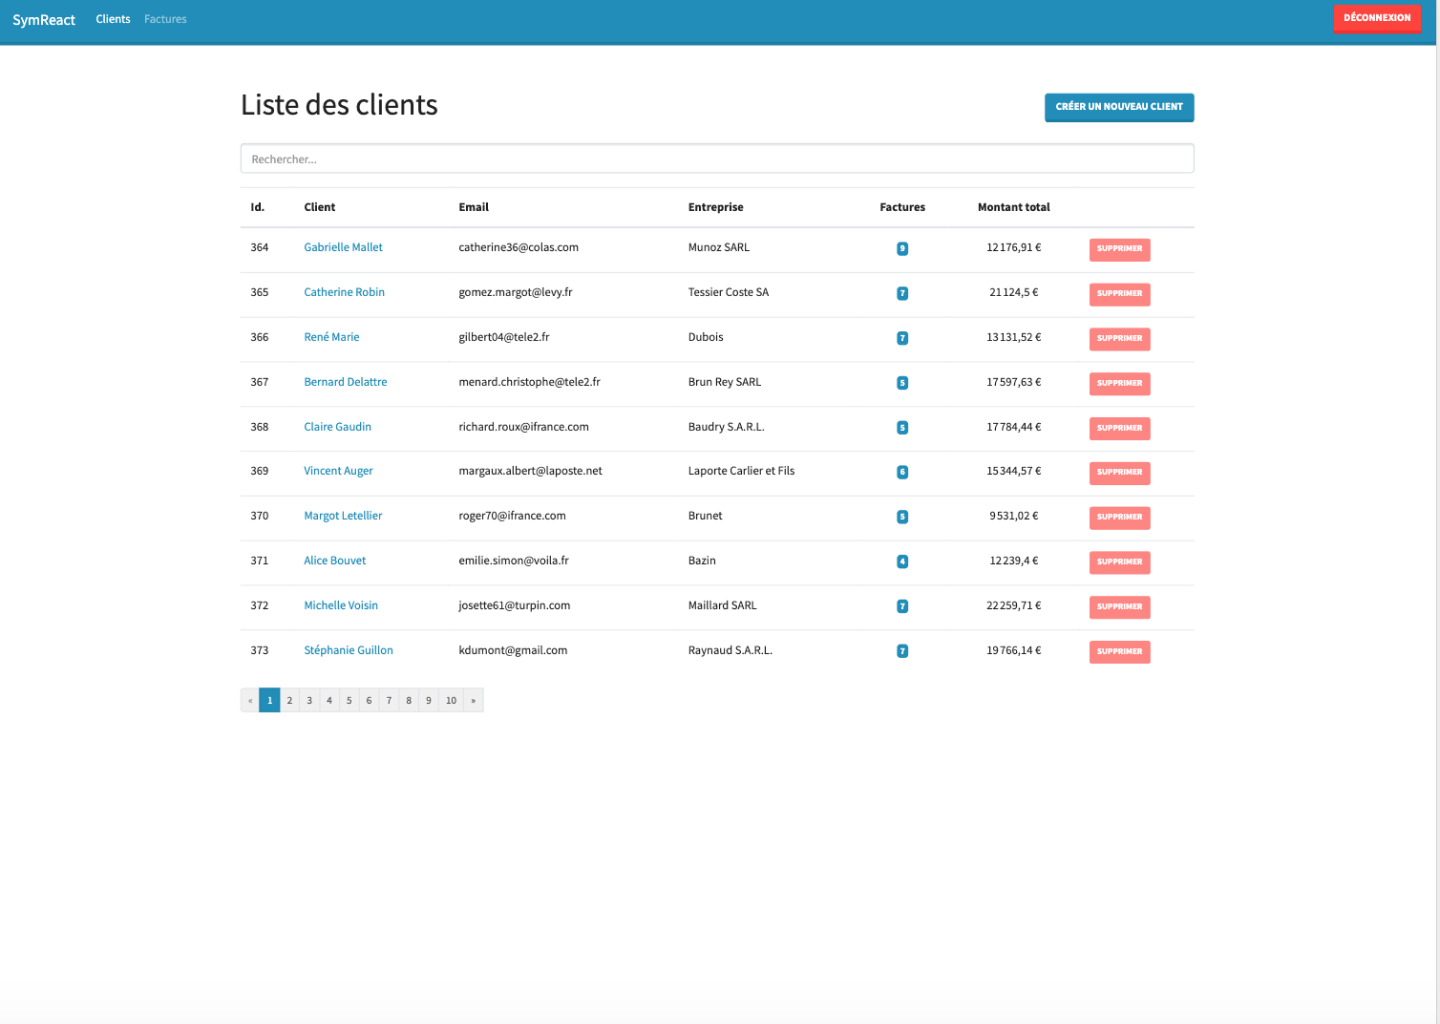 SymReact Clients Factures DÉCONNEXION
Liste des clients CRÉER UN NOUVEAU CLIENT
Rechercher...
Id. Client Email Entreprise Factures Montant total
364 Gabrielle Mallet catherine36@colas.com Munoz SARL 9 12 176,91 € SUPPRIMER
365 Catherine Robin gomez.margot@levy.fr Tessier Coste SA 7 21 124,5 € SUPPRIMER
366 René Marie gilbert04@tele2.fr Dubois 7 13 131,52 € SUPPRIMER
367 Bernard Delattre menard.christophe@tele2.fr Brun Rey SARL 5 17 597,63 € SUPPRIMER
368 Claire Gaudin richard.roux@ifrance.com Baudry S.A.R.L. 5 17 784,44 € SUPPRIMER
369 Vincent Auger margaux.albert@laposte.net Laporte Carlier et Fils 6 15 344,57 € SUPPRIMER
370 Margot Letellier roger70@ifrance.com Brunet 5 9 531,02 € SUPPRIMER
371 Alice Bouvet emilie.simon@voila.fr Bazin 4 12 239,4 € SUPPRIMER
372 Michelle Voisin josette61@turpin.com Maillard SARL 7 22 259,71 € SUPPRIMER
373 Stéphanie Guillon kdumont@gmail.com Raynaud S.A.R.L. 7 19 766,14 € SUPPRIMER
« 1 2 3 4 5 6 7 8 9 10 »